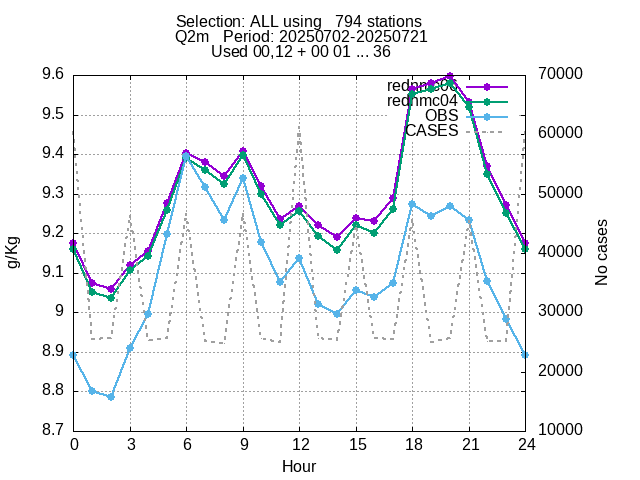 Selection: ALL using   794 stations
Q2m   Period: 20250702-20250721
Used 00,12 + 00 01 ... 36
9.6
9.5
9.4
9.3
9.2
9.1
9
8.9
8.8
8.7
g/Kg
70000
60000
50000
40000
30000
20000
10000
No cases
rednmc04
OBS
CASES
0 3 6 9 12 15 18 21 24
Hour